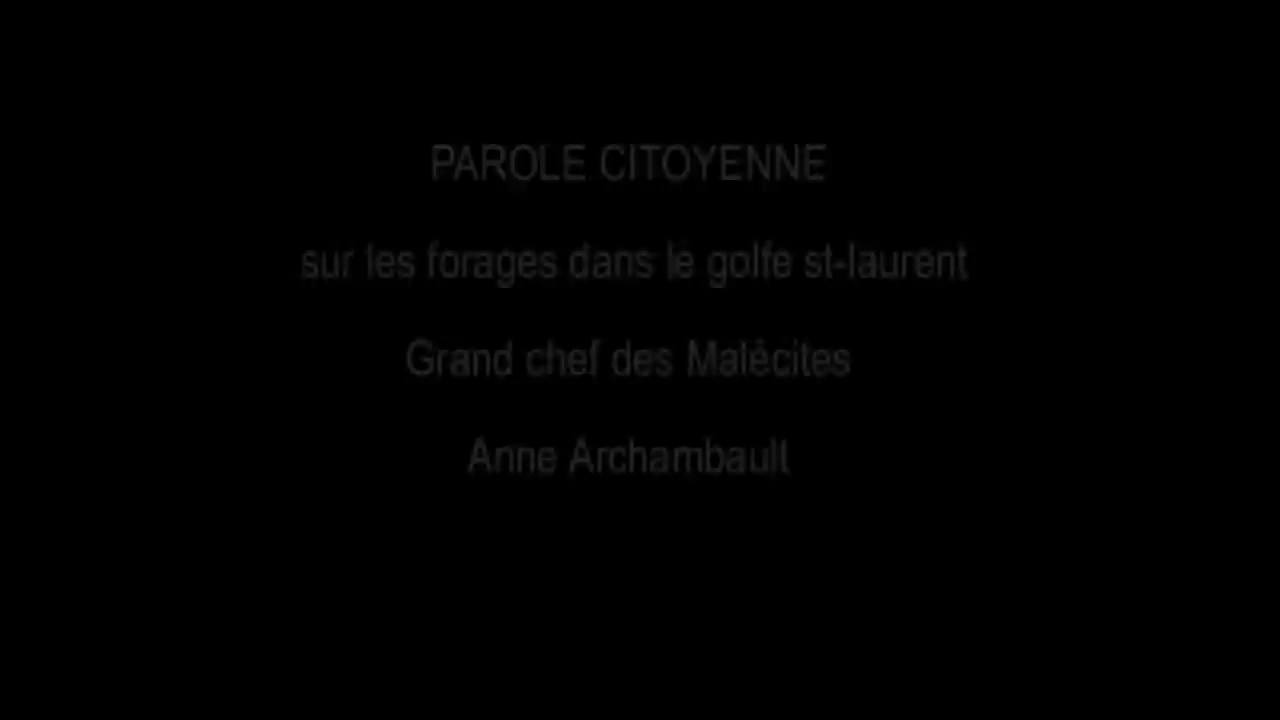 PAROLE CITOYENNE
sur les forages dans le golfe st-laurent
Grand chef des Malécites
Anne Archambault